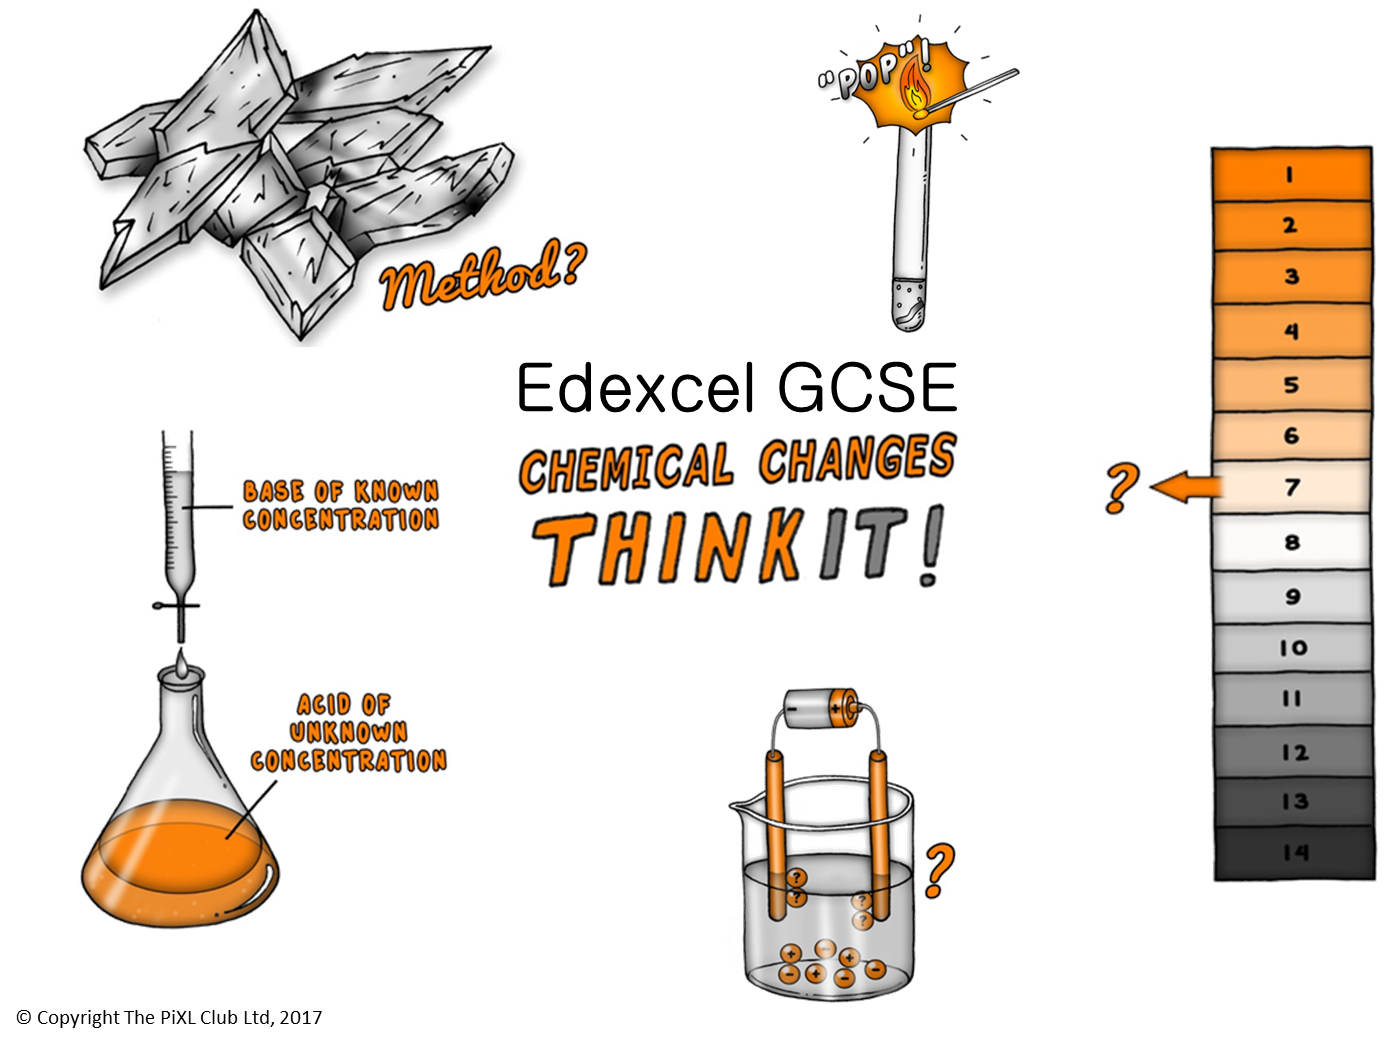 "POP"!
Method?
Edexcel GCSE
CHEMICAL CHANGES
THINK IT!
BASE OF KNOWN
CONCENTRATION
ACID OF
UNKNOWN
CONCENTRATION
1
2
3
4
5
6
? 7
8
9
10
11
12
13
14
- +
?
?
?
?
?
+ - +
- + - -
© Copyright The PiXL Club Ltd, 2017